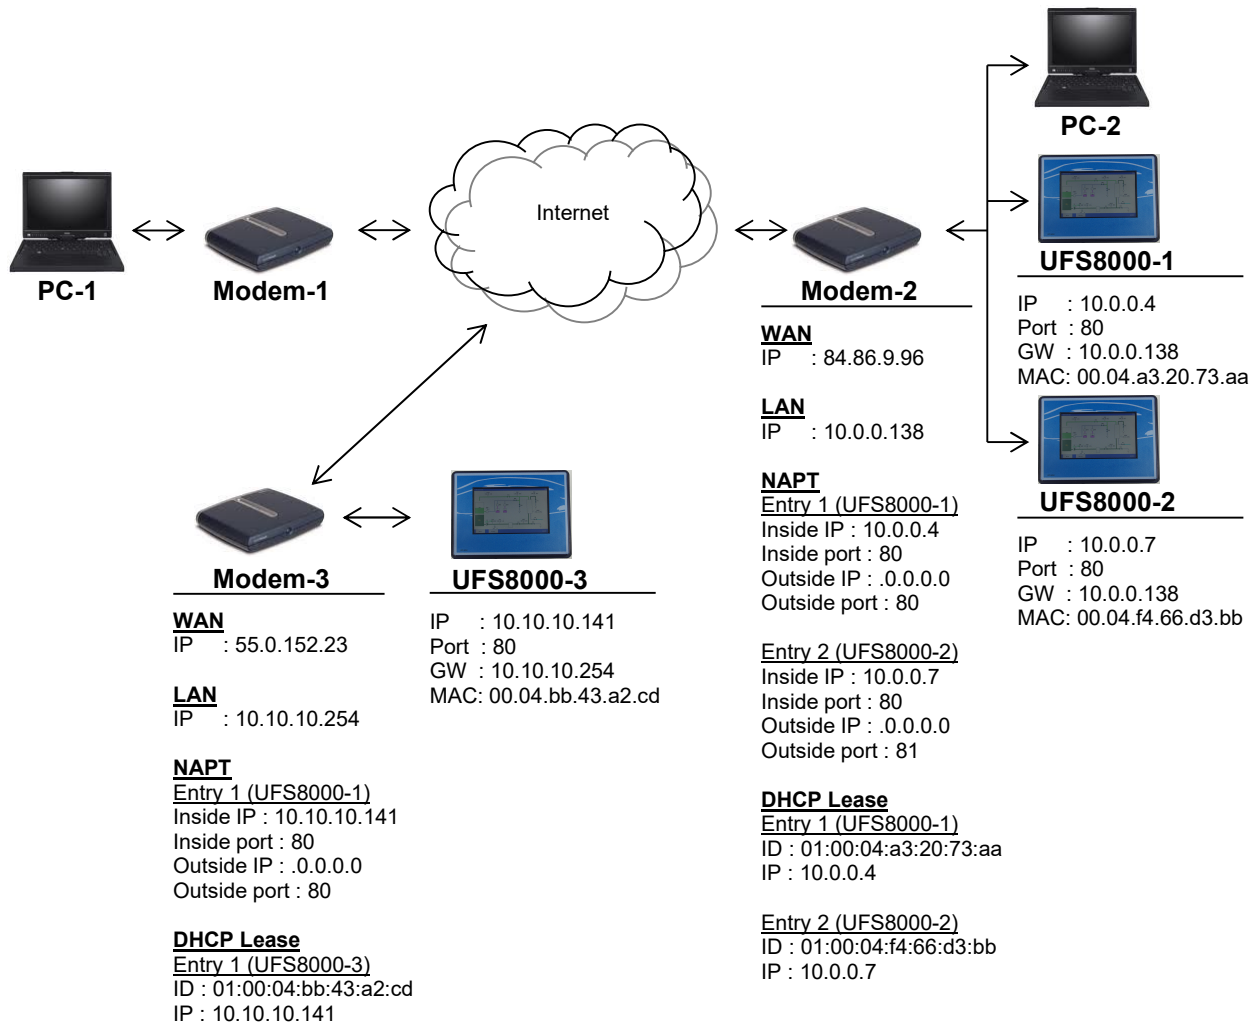 PC-2
Internet
PC-1
Modem-1
Modem-2
UFS8000-1
IP : 10.0.0.4
Port : 80
GW : 10.0.0.138
MAC: 00.04.a3.20.73.aa
WAN
IP : 84.86.9.96
LAN
IP : 10.0.0.138
NAPT
Entry 1 (UFS8000-1)
Inside IP : 10.0.0.4
Inside port : 80
Outside IP : .0.0.0.0
Outside port : 80
Entry 2 (UFS8000-2)
Inside IP : 10.0.0.7
Inside port : 80
Outside IP : .0.0.0.0
Outside port : 81
DHCP Lease
Entry 1 (UFS8000-1)
ID : 01:00:04:a3:20:73:aa
IP : 10.0.0.4
Entry 2 (UFS8000-2)
ID : 01:00:04:f4:66:d3:bb
IP : 10.0.0.7
UFS8000-2
IP : 10.0.0.7
Port : 80
GW : 10.0.0.138
MAC: 00.04.f4.66.d3.bb
Modem-3
WAN
IP : 55.0.152.23
LAN
IP : 10.10.10.254
NAPT
Entry 1 (UFS8000-1)
Inside IP : 10.10.10.141
Inside port : 80
Outside IP : .0.0.0.0
Outside port : 80
DHCP Lease
Entry 1 (UFS8000-3)
ID : 01:00:04:bb:43:a2:cd
IP : 10.10.10.141
UFS8000-3
IP : 10.10.10.141
Port : 80
GW : 10.10.10.254
MAC: 00.04.bb.43.a2.cd